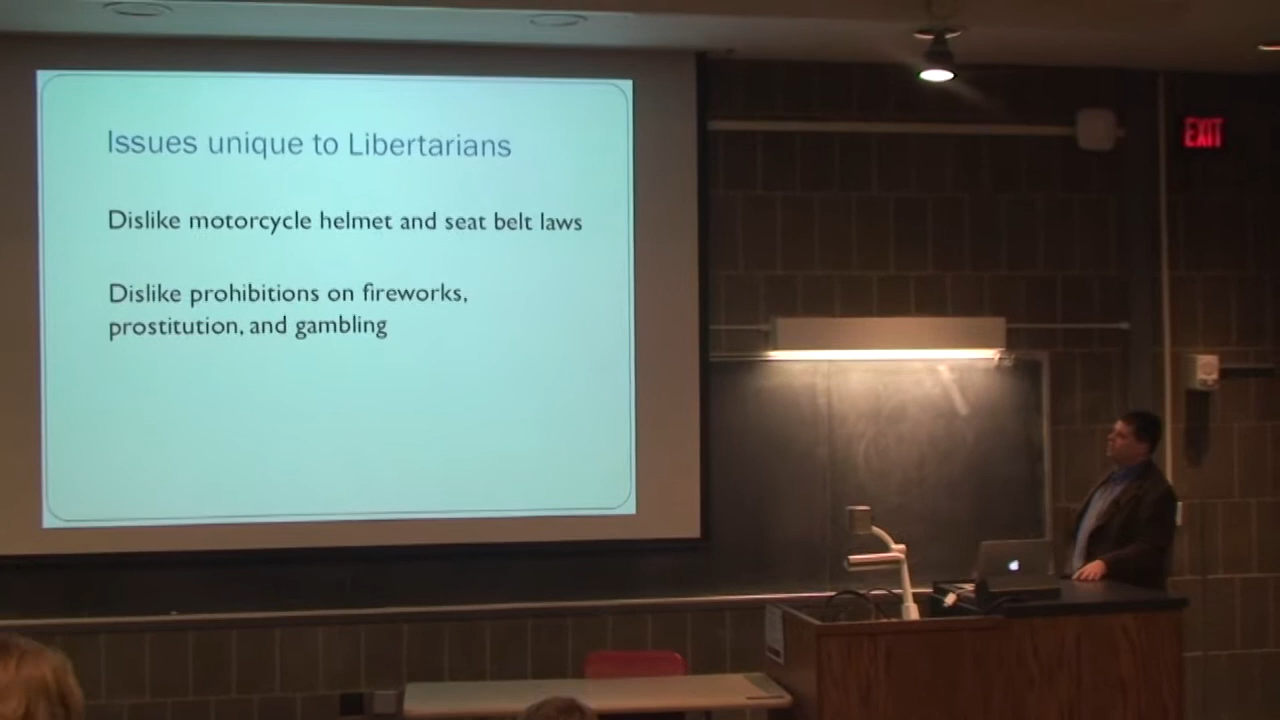 Issues unique to Libertarians
Dislike motorcycle helmet and seat belt laws
Dislike prohibitions on fireworks,
prostitution, and gambling
EXIT